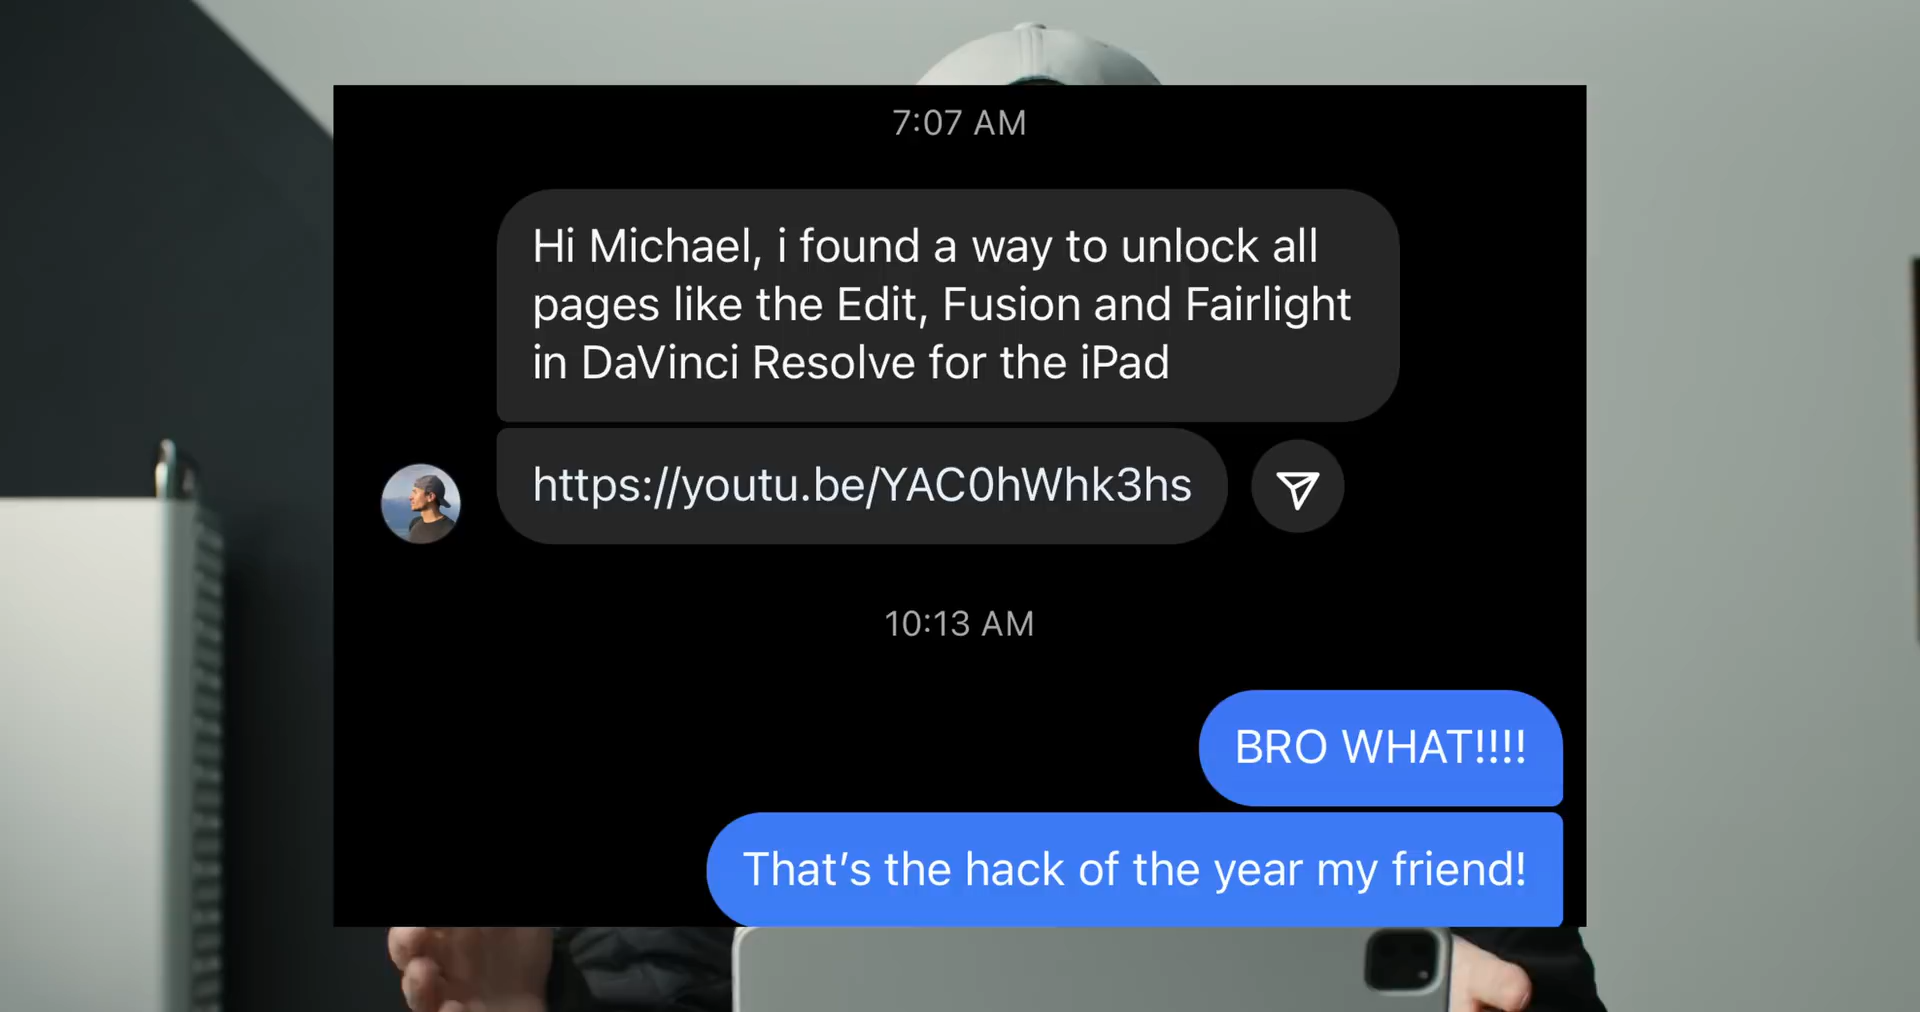 7:07 AM
Hi Michael, i found a way to unlock all
pages like the Edit, Fusion and Fairlight
in DaVinci Resolve for the iPad
https://youtu.be/YAC0hWhk3hs
10:13 AM
BRO WHAT!!!!
That's the hack of the year my friend!